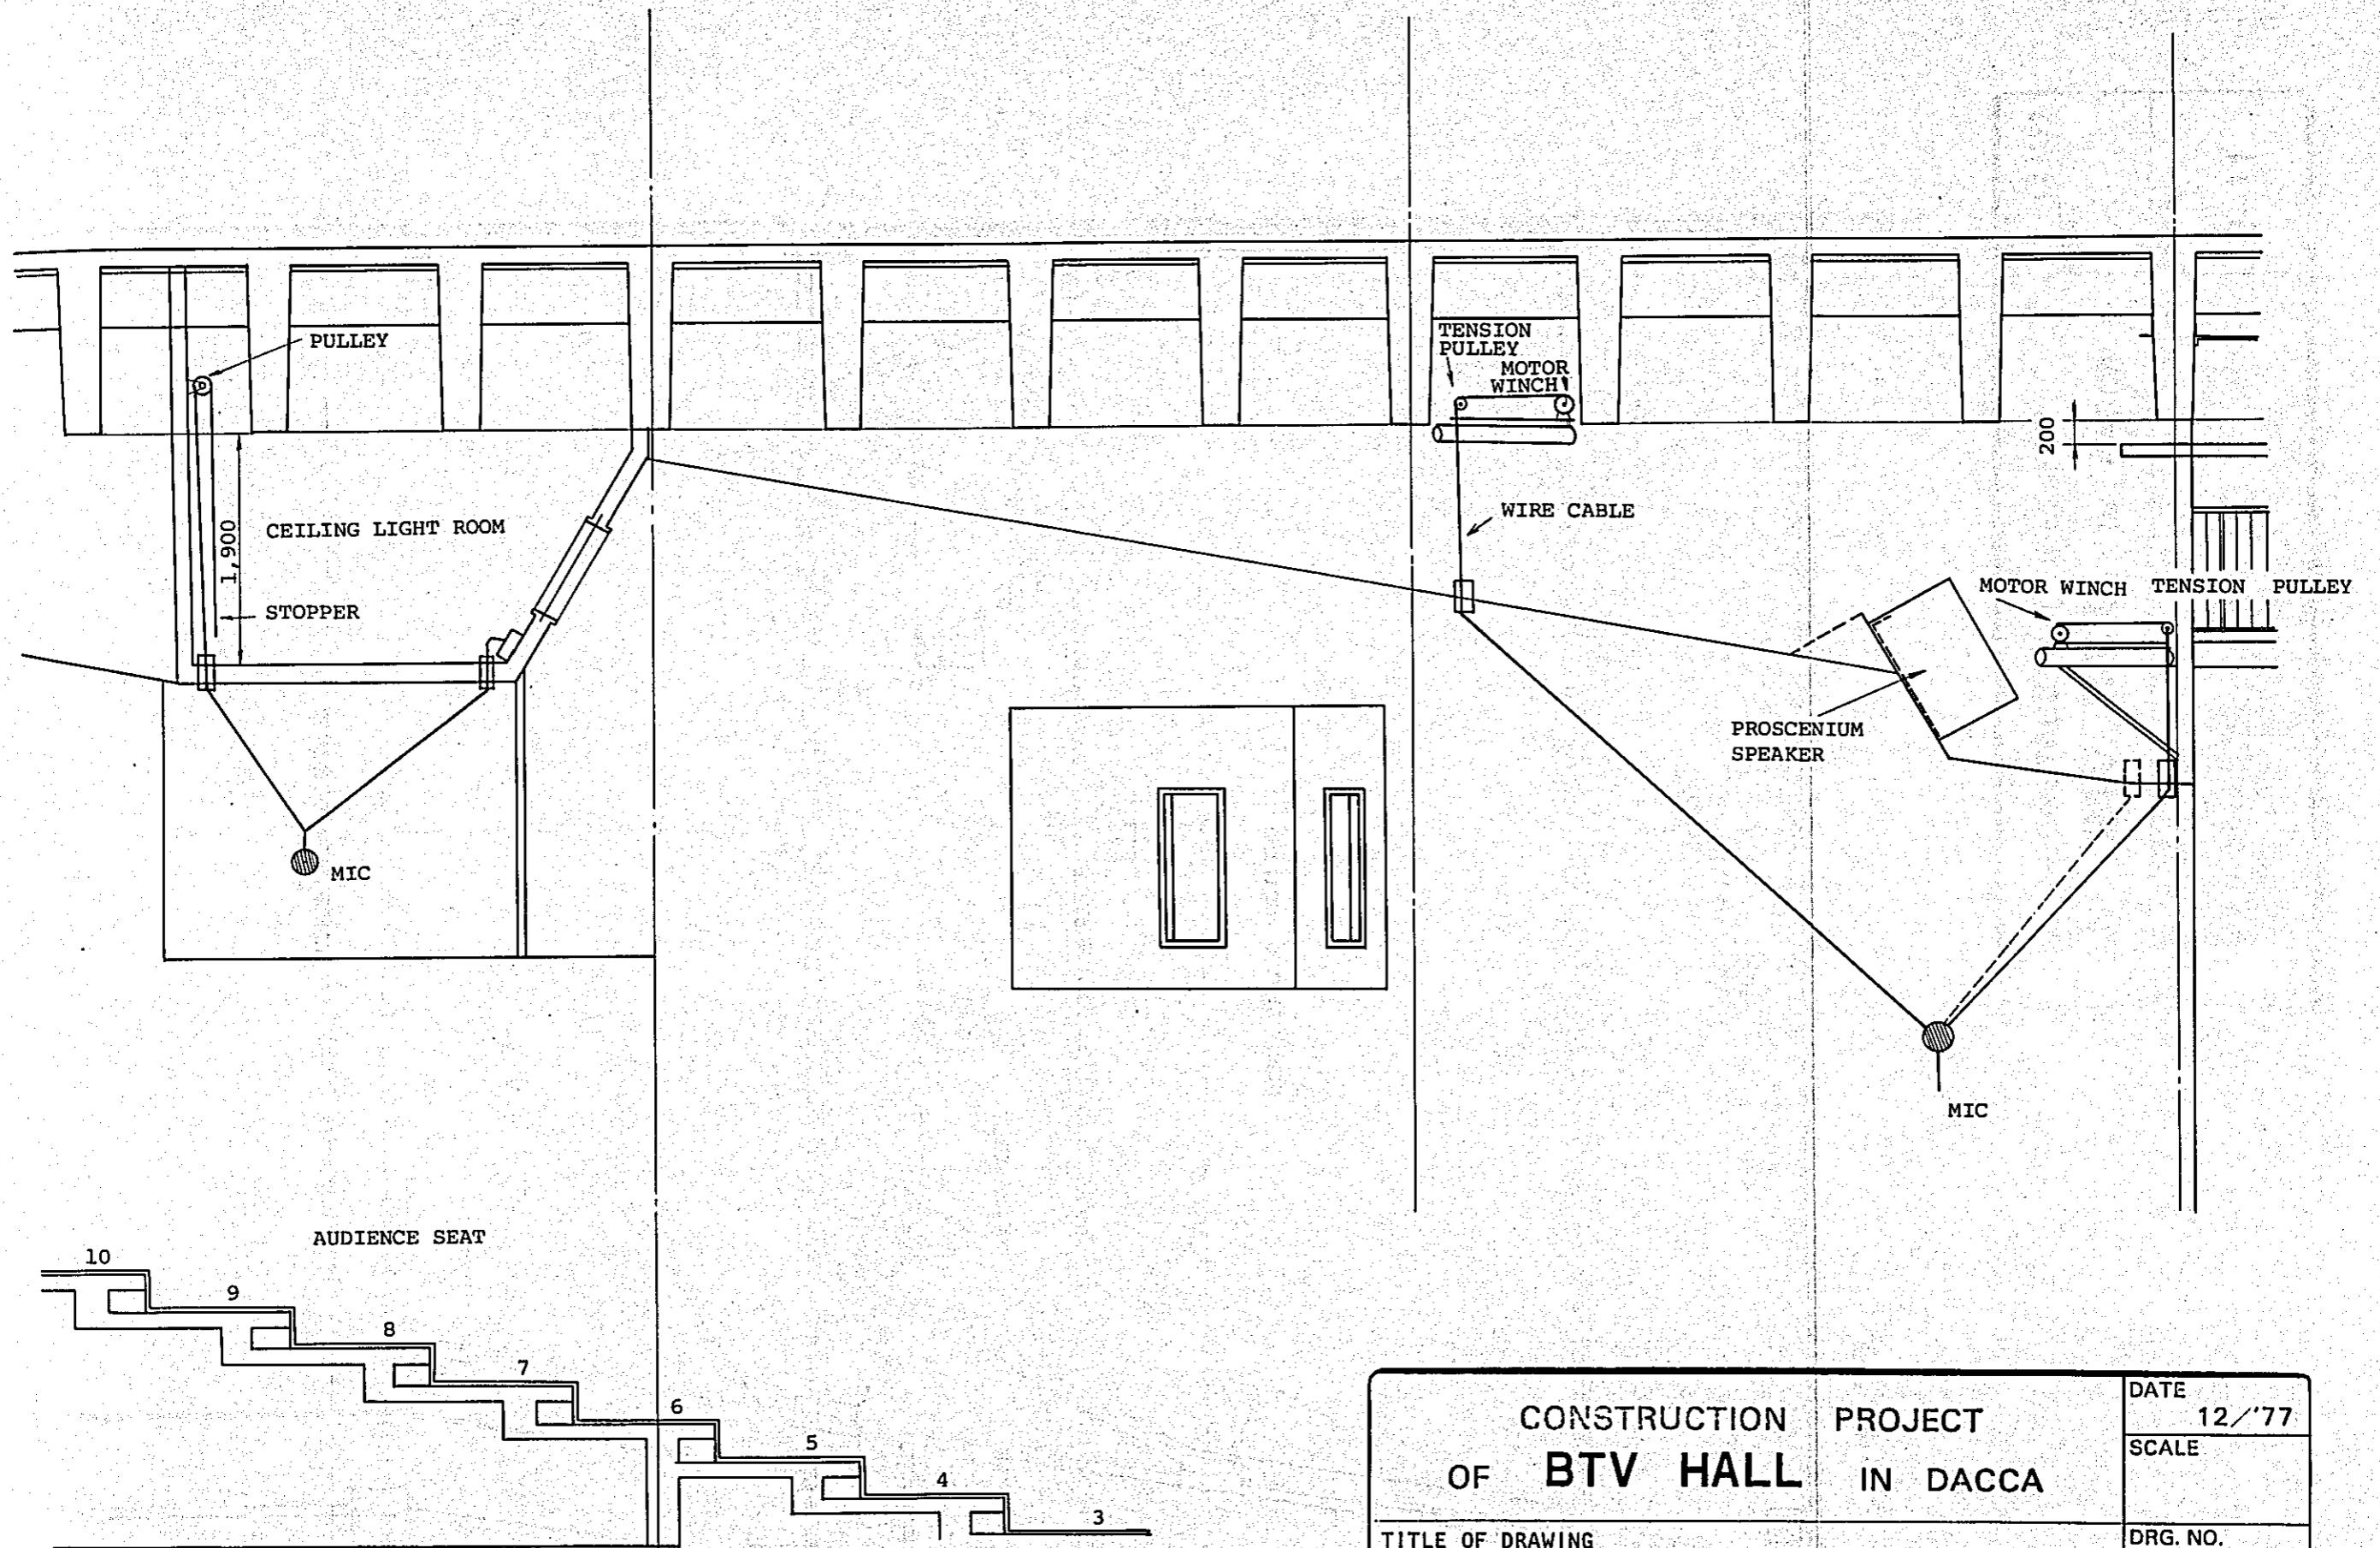 PULLEY
TENSION
PULLEY
MOTOR
WINCH
200
1,900
CEILING LIGHT ROOM
WIRE CABLE
STOPPER
MOTOR WINCH TENSION PULLEY
PROSCENIUM
SPEAKER
MIC
MIC
AUDIENCE SEAT
10
9
8
7
6
5
4
3
CONSTRUCTION PROJECT
OF BTV HALL IN DACCA
DATE
12/'77
SCALE
TITLE OF DRAWING
DRG. NO.